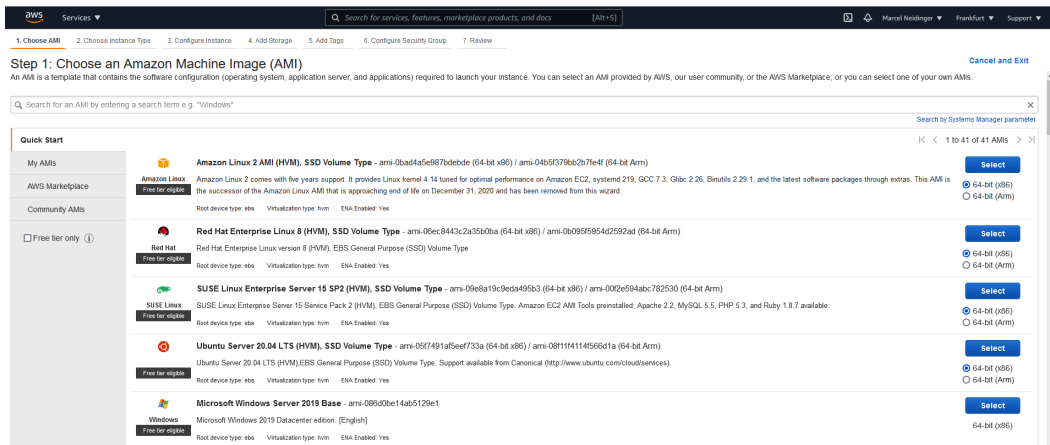 aws Services ▼ Search for services, features, marketplace products, and docs [Alt+S] Marcel Neidinger ▼ Frankfurt ▼ Support ▼
1. Choose AMI 2. Choose Instance Type 3. Configure Instance 4. Add Storage 5. Add Tags 6. Configure Security Group 7. Review
Step 1: Choose an Amazon Machine Image (AMI) Cancel and Exit
An AMI is a template that contains the software configuration (operating system, application server, and applications) required to launch your instance. You can select an AMI provided by AWS, our user community, or the AWS Marketplace; or you can select one of your own AMIs.
Search for an AMI by entering a search term e.g. "Windows"
Search by Systems Manager parameter
Quick Start
1 to 41 of 41 AMIs
My AMIs
AWS Marketplace
Community AMIs
Free tier only
Amazon Linux
Free tier eligible
Amazon Linux 2 AMI (HVM), SSD Volume Type - ami-0bad4a5e987bdebde (64-bit x86) / ami-04b5f379bb2b7fe4f (64-bit Arm)
Amazon Linux 2 comes with five years support. It provides Linux kernel 4.14 tuned for optimal performance on Amazon EC2, systemd 219, GCC 7.3, Glibc 2.26, Binutils 2.29.1, and the latest software packages through extras. This AMI is
the successor of the Amazon Linux AMI that is approaching end of life on December 31, 2020 and has been removed from this wizard.
Root device type: ebs Virtualization type: hvm ENA Enabled: Yes
Select
64-bit (x86)
64-bit (Arm)
Red Hat
Free tier eligible
Red Hat Enterprise Linux 8 (HVM), SSD Volume Type - ami-06ec8443c2a35b0ba (64-bit x86) / ami-0b095f5954d2592ad (64-bit Arm)
Red Hat Enterprise Linux version 8 (HVM), EBS General Purpose (SSD) Volume Type
Root device type: ebs Virtualization type: hvm ENA Enabled: Yes
Select
64-bit (x86)
64-bit (Arm)
SUSE Linux
Free tier eligible
SUSE Linux Enterprise Server 15 SP2 (HVM), SSD Volume Type - ami-09e8a19c9eda495b3 (64-bit x86) / ami-00f2e594abc782530 (64-bit Arm)
SUSE Linux Enterprise Server 15 Service Pack 2 (HVM), EBS General Purpose (SSD) Volume Type. Amazon EC2 AMI Tools preinstalled; Apache 2.2, MySQL 5.5, PHP 5.3, and Ruby 1.8.7 available.
Root device type: ebs Virtualization type: hvm ENA Enabled: Yes
Select
64-bit (x86)
64-bit (Arm)
Free tier eligible
Ubuntu Server 20.04 LTS (HVM), SSD Volume Type - ami-05f7491af5eef733a (64-bit x86) / ami-08f11f4114f566d1a (64-bit Arm)
Ubuntu Server 20.04 LTS (HVM),EBS General Purpose (SSD) Volume Type. Support available from Canonical (http://www.ubuntu.com/cloud/services).
Root device type: ebs Virtualization type: hvm ENA Enabled: Yes
Select
64-bit (x86)
64-bit (Arm)
Windows
Free tier eligible
Microsoft Windows Server 2019 Base - ami-086d0be14ab5129e1
Microsoft Windows 2019 Datacenter edition. [English]
Root device type: ebs Virtualization type: hvm ENA Enabled: Yes
Select
64-bit (x86)